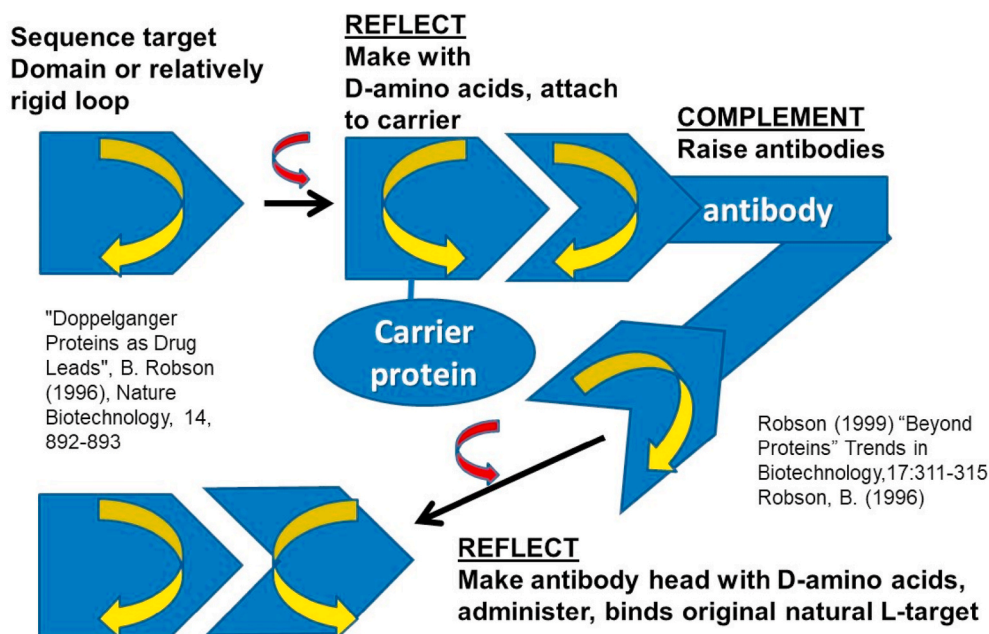 Sequence target
Domain or relatively
rigid loop
REFLECT
Make with
D-amino acids, attach
to carrier
COMPLEMENT
Raise antibodies
antibody
Carrier
protein
"Doppelganger
Proteins as Drug
Leads", B. Robson
(1996), Nature
Biotechnology, 14,
892-893
Robson (1999) “Beyond
Proteins” Trends in
Biotechnology,17:311-315
Robson, B. (1996)
REFLECT
Make antibody head with D-amino acids,
administer, binds original natural L-target